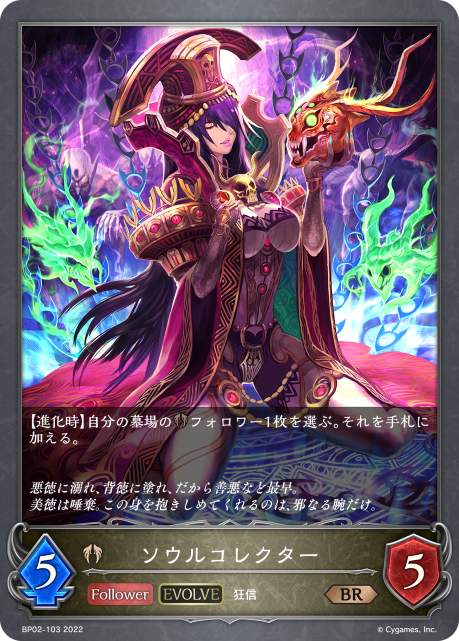 【進化時】自分の墓場のフォロワー1枚を選ぶ。それを手札に
加える。
悪徳に溺れ、背徳に塗れ、だから善悪など最早。
美徳は唾棄。この身を抱きしめてくれるのは、邪なる腕だけ。
ソウルコレクター
5
5
Follower EVOLVE 狂信 BR
BP02-103 2022 © Cygames, Inc.